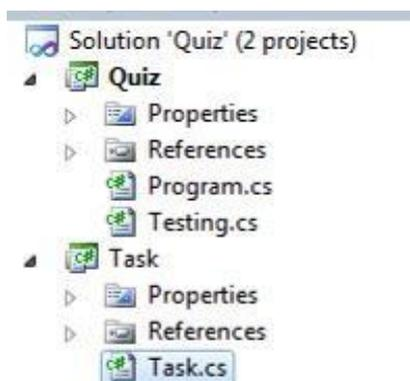 Solution 'Quiz' (2 projects)
C# Quiz
Properties
References
C# Program.cs
C# Testing.cs
C# Task
Properties
References
C# Task.cs